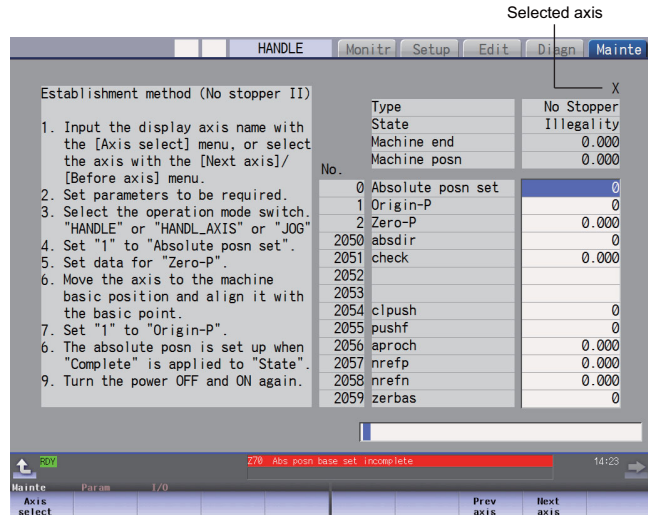 Selected axis
HANDLE Monitr Setup Edit Diagn Mainte
X
Establishment method (No stopper II)
1. Input the display axis name with
the [Axis select] menu, or select
the axis with the [Next axis]/
[Before axis] menu.
2. Set parameters to be required.
3. Select the operation mode switch.
"HANDLE" or "HANDL_AXIS" or "JOG"
4. Set "1" to "Absolute posn set".
5. Set data for "Zero-P".
6. Move the axis to the machine
basic position and align it with
the basic point.
7. Set "1" to "Origin-P".
6. The absolute posn is set up when
"Complete" is applied to "State".
9. Turn the power OFF and ON again.
Type No Stopper
State Illegality
Machine end 0.000
Machine posn 0.000
No.
0 Absolute posn set 0
1 Origin-P 0
2 Zero-P 0.000
2050 absdir 0
2051 check 0.000
2052
2053
2054 clpush 0
2055 pushf 0
2056 aproch 0.000
2057 nrefp 0.000
2058 nrefn 0.000
2059 zerbas 0
RDY Z70 Abs posn base set incomplete 14:23
Mainte Param I/O
Axis select Prev axis Next axis